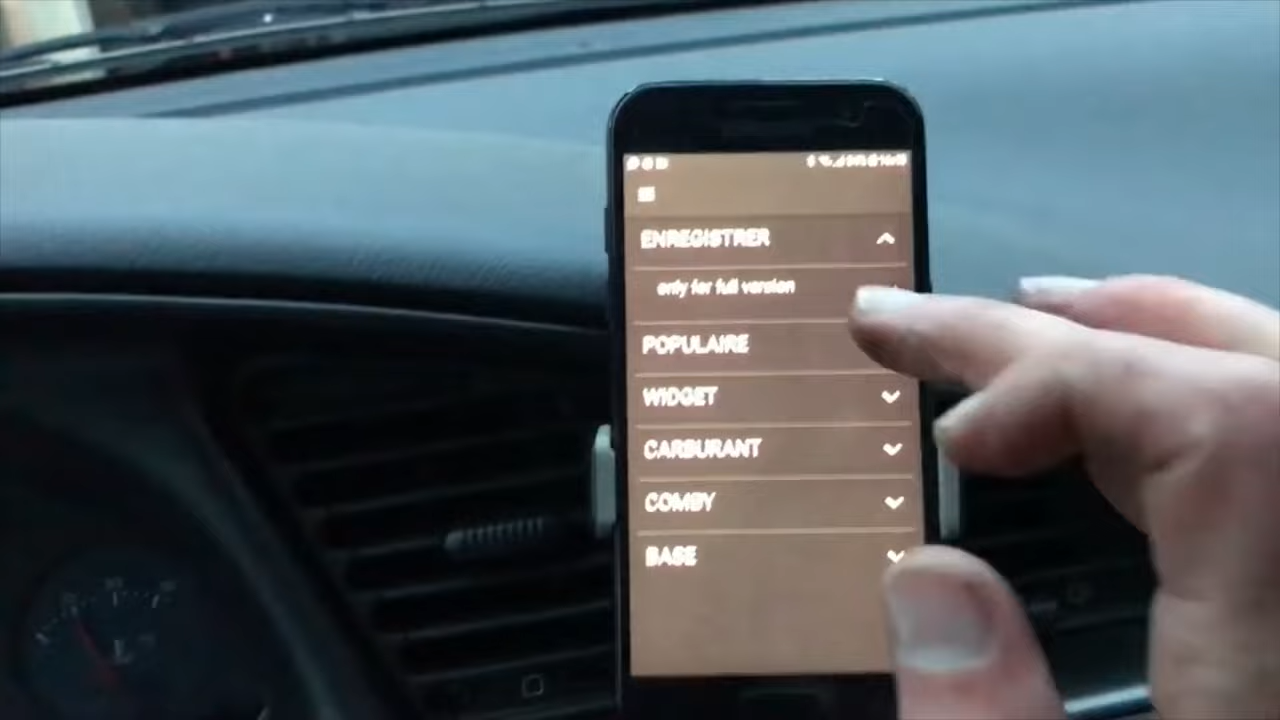 ENREGISTRER
only for full version
POPULAIRE
WIDGET
CARBURANT
COMBY
BASE